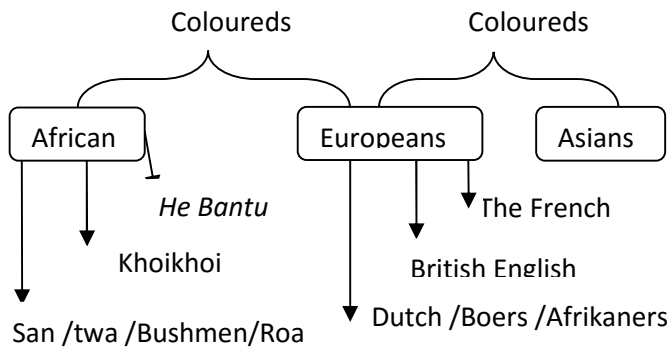 Coloureds Coloureds
African Europeans Asians
He Bantu The French
Khoikhoi British English
San /twa /Bushmen/Roa Dutch /Boers /Afrikaners